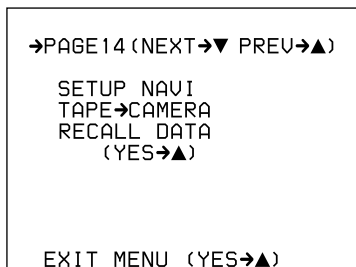 ➔PAGE14(NEXT➔▼ PREV➔▲)
SETUP NAVI
TAPE➔CAMERA
RECALL DATA
(YES➔▲)
EXIT MENU (YES➔▲)